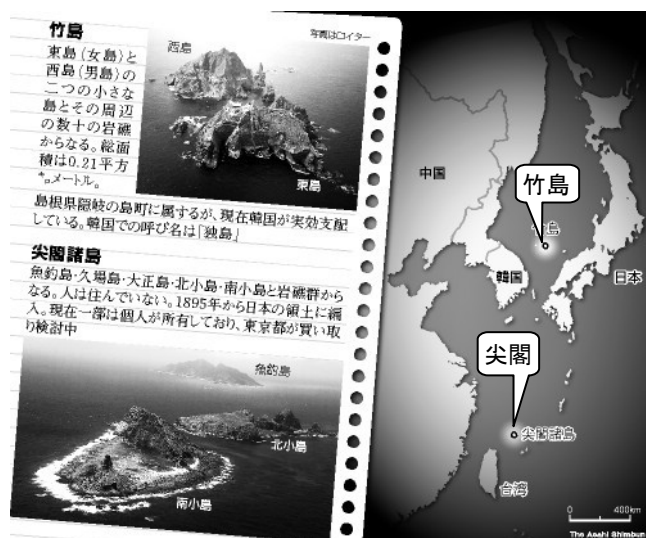 竹島
写真はロイター
東島(女島)と
西島(男島)の
二つの小さな
島とその周辺
の数十の岩礁
からなる。総面
積は0.21平方
㌔メートル。
西島
東島
島根県隠岐の島町に属するが、現在韓国が実効支配
している。韓国での呼び名は「独島」
尖閣諸島
魚釣島・久場島・大正島・北小島・南小島と岩礁群から
なる。人は住んでいない。1895年から日本の領土に編
入。現在一部は個人が所有しており、東京都が買い取
り検討中
魚釣島
北小島
南小島
中国
竹島
韓国
日本
尖閣
尖閣諸島
台湾
0 400km
The Asahi Shimbun